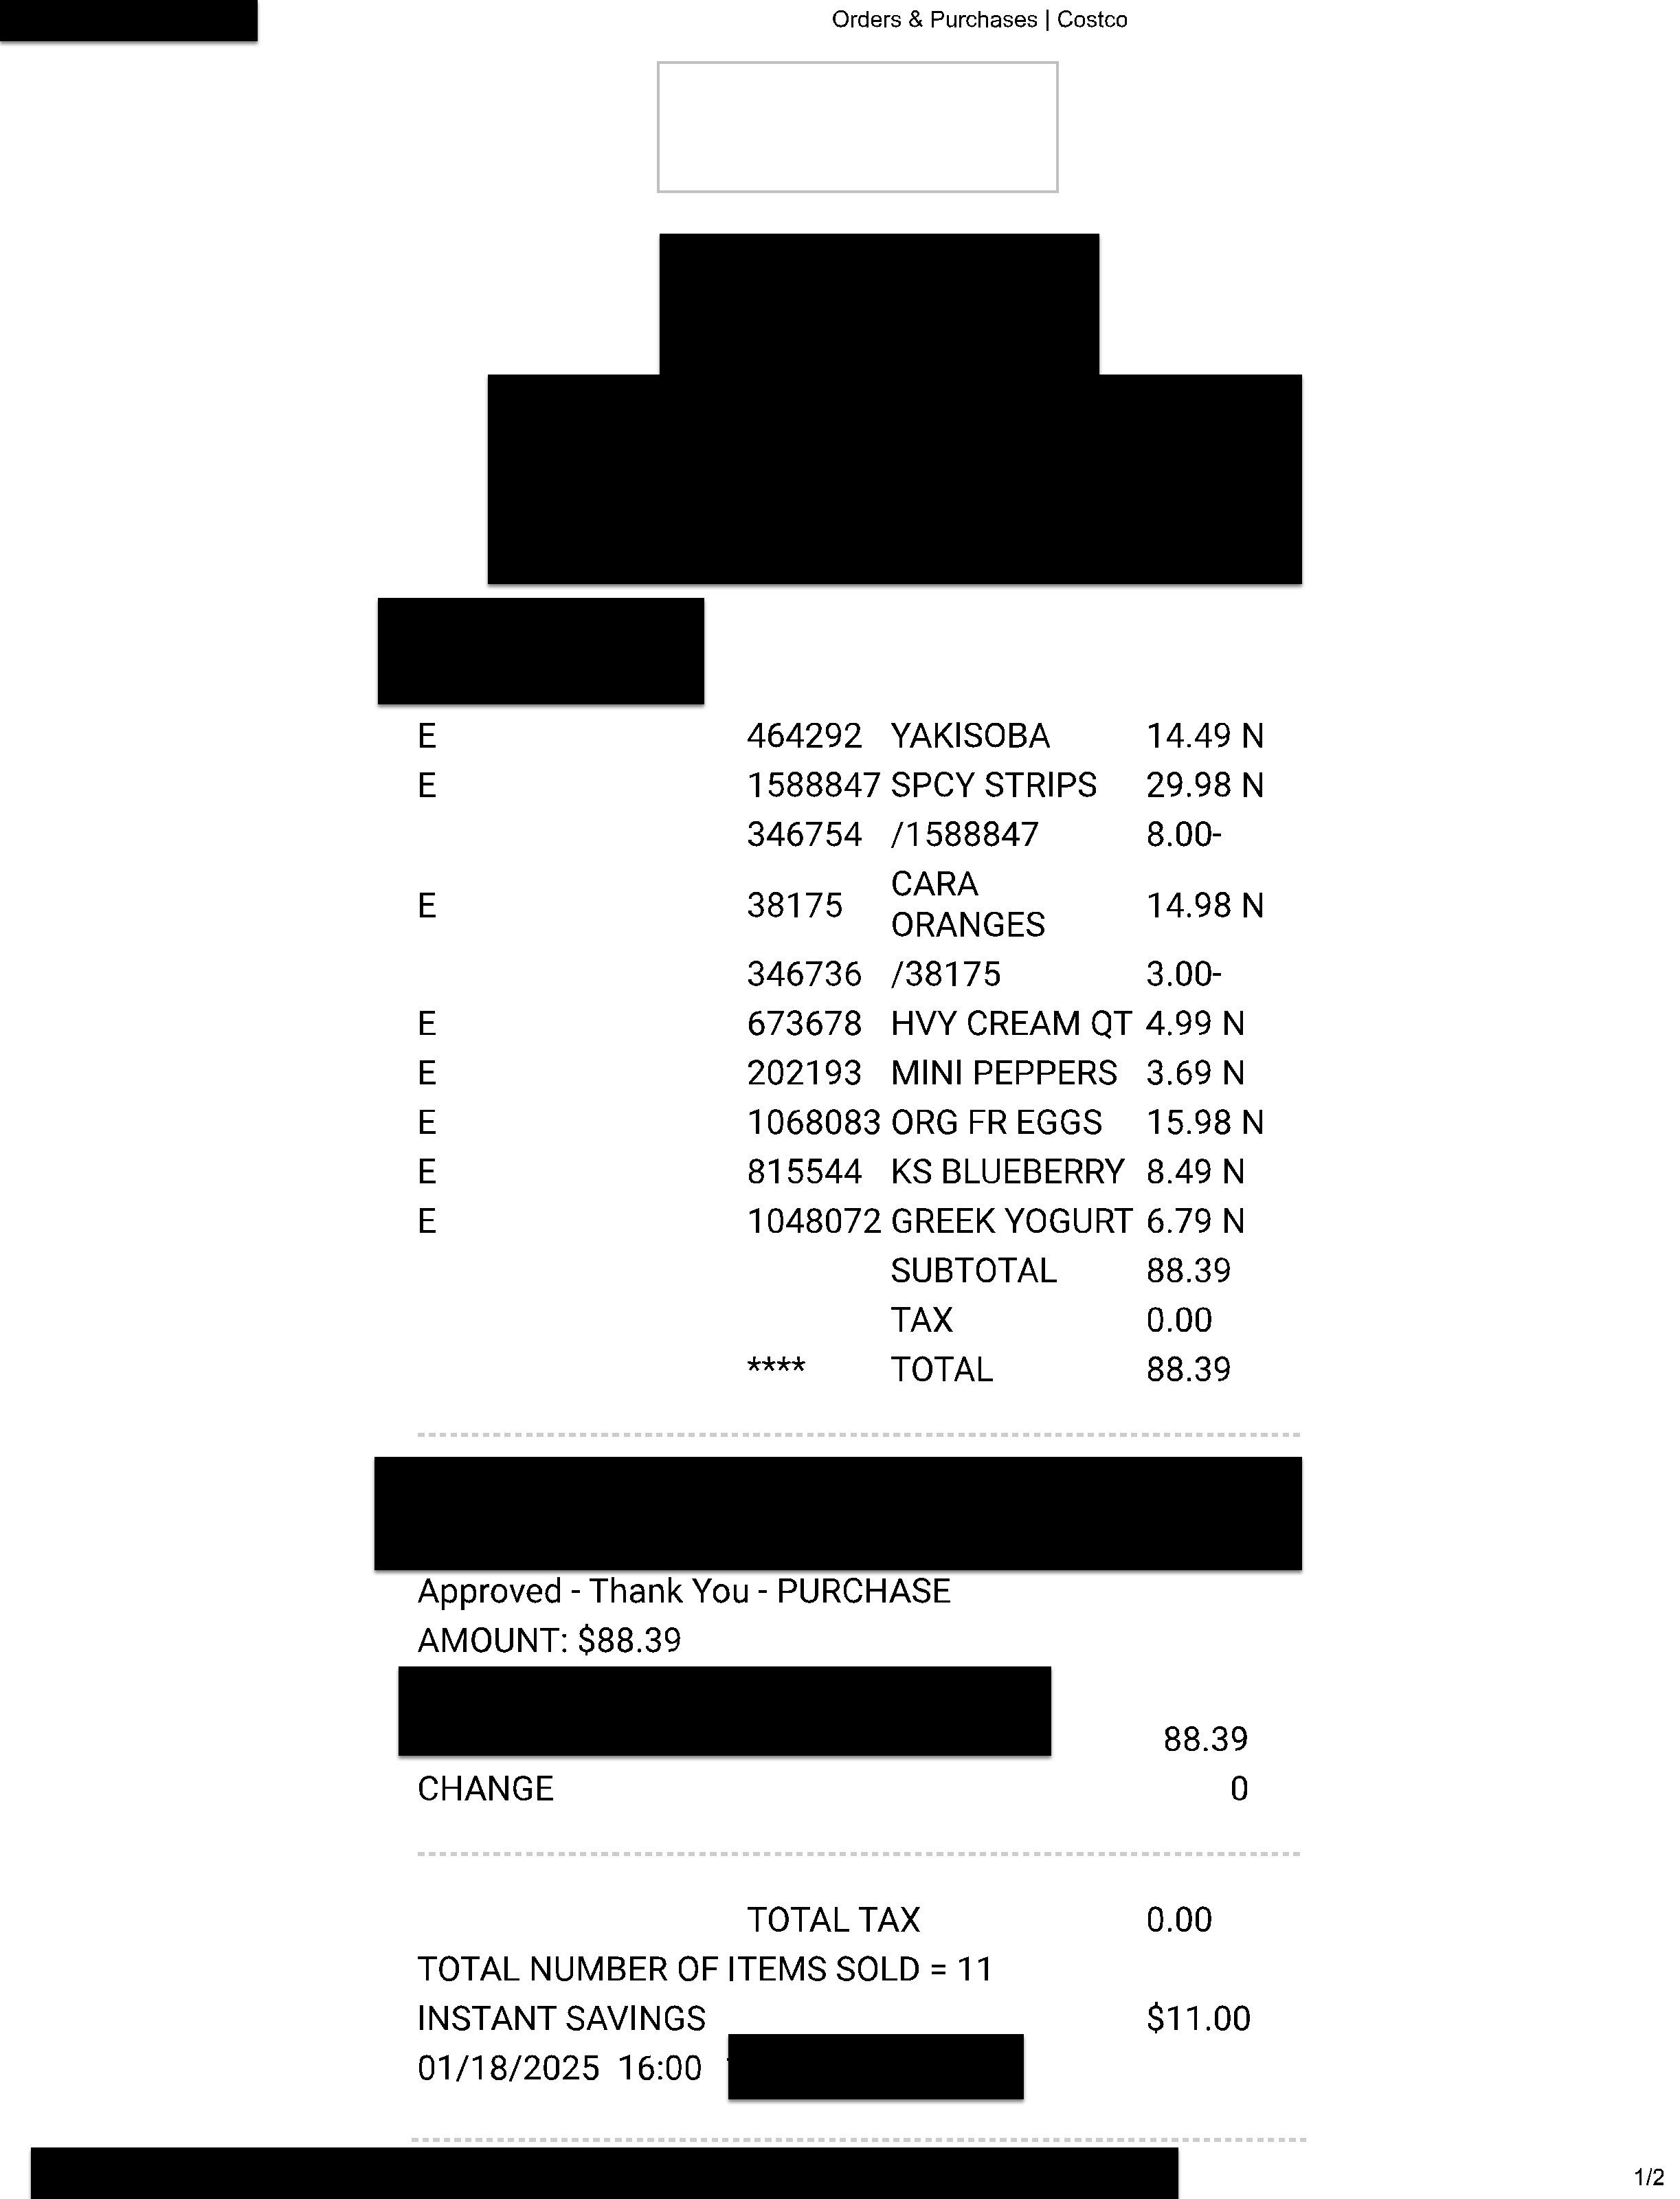 Orders & Purchases | Costco
E 464292 YAKISOBA 14.49 N
E 1588847 SPCY STRIPS 29.98 N
346754 /1588847 8.00-
E 38175 CARA ORANGES 14.98 N
346736 /38175 3.00-
E 673678 HVY CREAM QT 4.99 N
E 202193 MINI PEPPERS 3.69 N
E 1068083 ORG FR EGGS 15.98 N
E 815544 KS BLUEBERRY 8.49 N
E 1048072 GREEK YOGURT 6.79 N
SUBTOTAL 88.39
TAX 0.00
**** TOTAL 88.39
Approved - Thank You - PURCHASE
AMOUNT: $88.39
88.39
CHANGE 0
TOTAL TAX 0.00
TOTAL NUMBER OF ITEMS SOLD = 11
INSTANT SAVINGS $11.00
01/18/2025 16:00
1/2